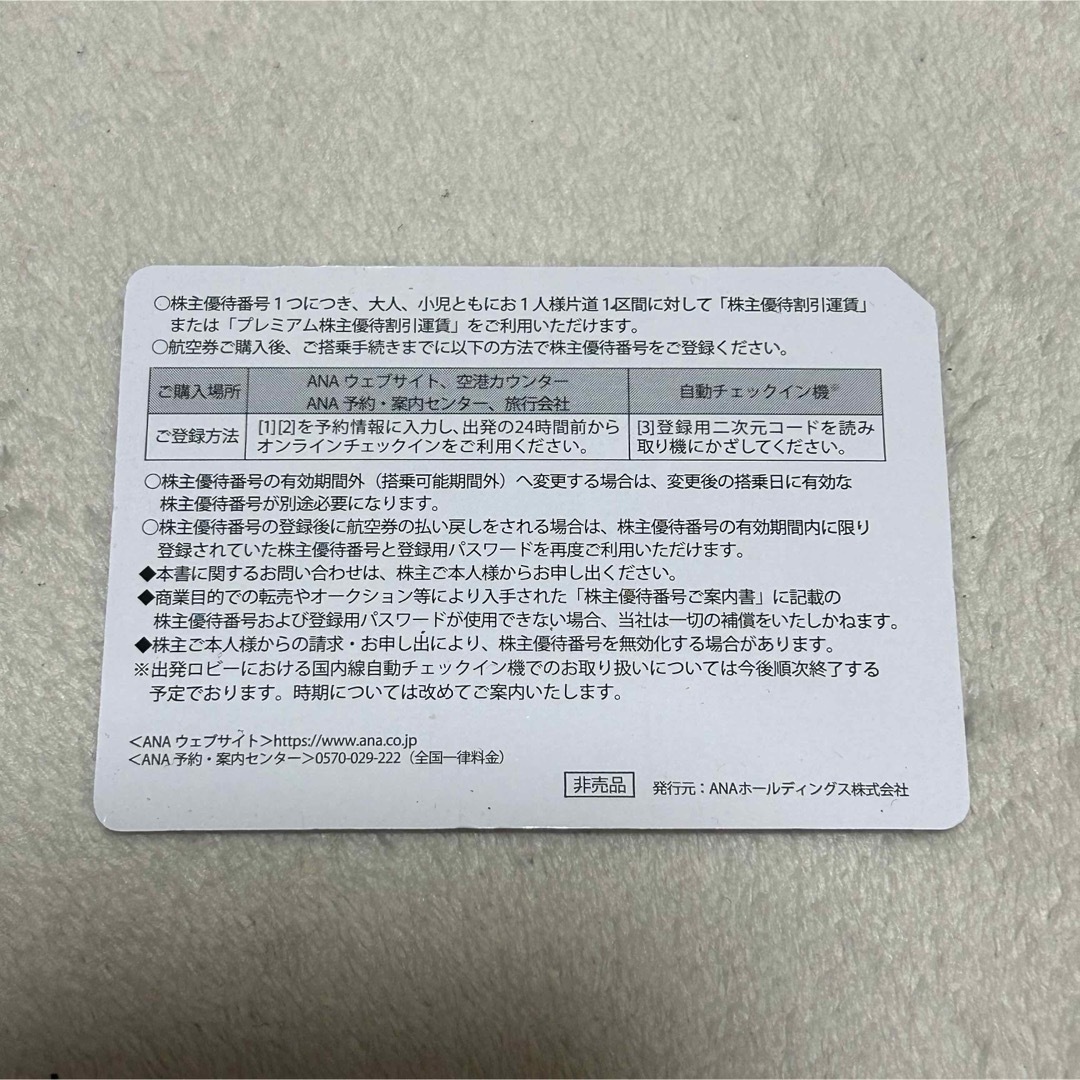 ○株主優待番号1つにつき、大人、小児ともにお1人様片道1区間に対して「株主優待割引運賃」
または「プレミアム株主優待割引運賃」をご利用いただけます。
○航空券ご購入後、ご搭乗手続きまでに以下の方法で株主優待番号をご登録ください。
ご購入場所
ANA ウェブサイト、空港カウンター
ANA 予約・案内センター、旅行会社
自動チェックイン機※
ご登録方法
[1][2]を予約情報に入力し、出発の24時間前から
オンラインチェックインをご利用ください。
[3]登録用二次元コードを読み
取り機にかざしてください。
○株主優待番号の有効期間外（搭乗可能期間外）へ変更する場合は、変更後の搭乗日に有効な
株主優待番号が別途必要になります。
○株主優待番号の登録後に航空券の払い戻しをされる場合は、株主優待番号の有効期間内に限り
登録されていた株主優待番号と登録用パスワードを再度ご利用いただけます。
◆本書に関するお問い合わせは、株主ご本人様からお申し出ください。
◆商業目的での転売やオークション等により入手された「株主優待番号ご案内書」に記載の
株主優待番号および登録用パスワードが使用できない場合、当社は一切の補償をいたしかねます。
◆株主ご本人様からの請求・お申し出により、株主優待番号を無効化する場合があります。
※出発ロビーにおける国内線自動チェックイン機でのお取り扱いについては今後順次終了する
予定でおります。時期については改めてご案内いたします。
＜ANA ウェブサイト＞https://www.ana.co.jp
＜ANA 予約・案内センター＞0570-029-222（全国一律料金）
非売品
発行元：ANAホールディングス株式会社